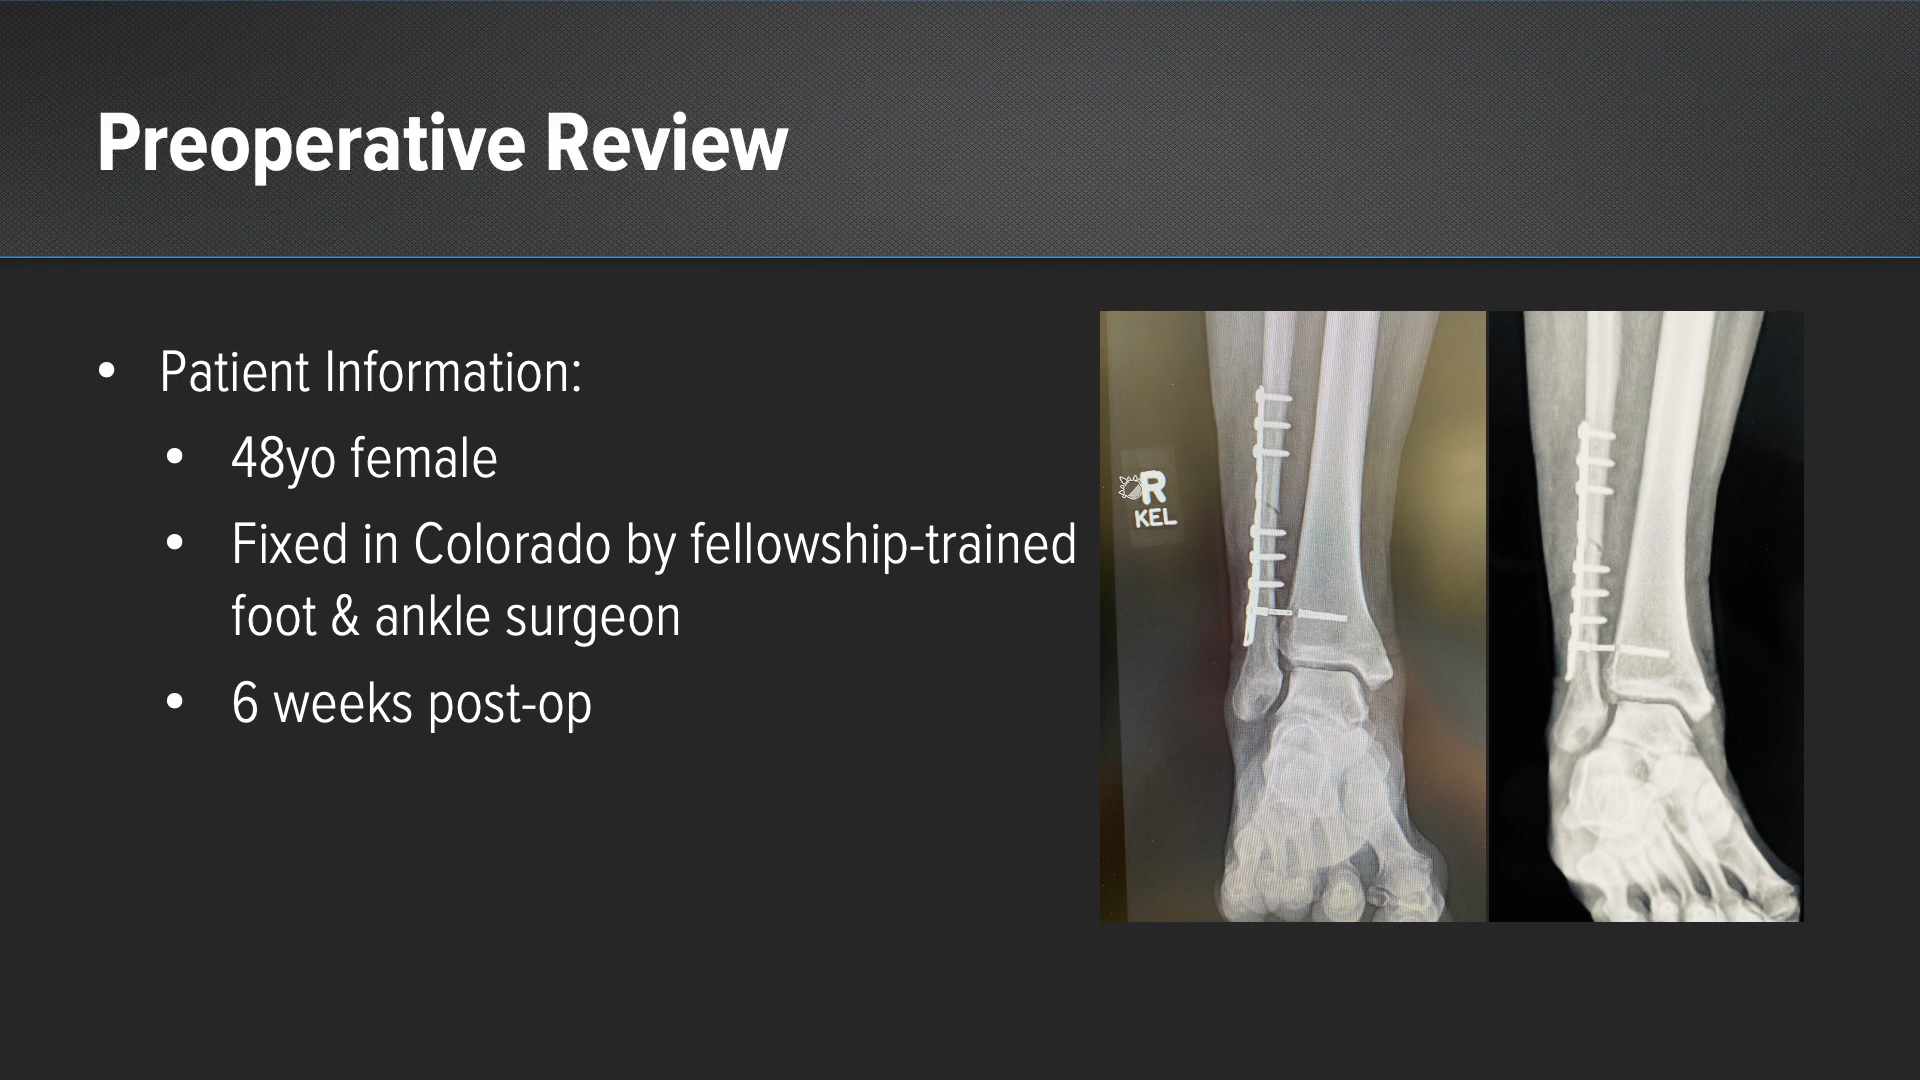 Preoperative Review
• Patient Information:
• 48yo female
• Fixed in Colorado by fellowship-trained
foot & ankle surgeon
• 6 weeks post-op
R
KEL